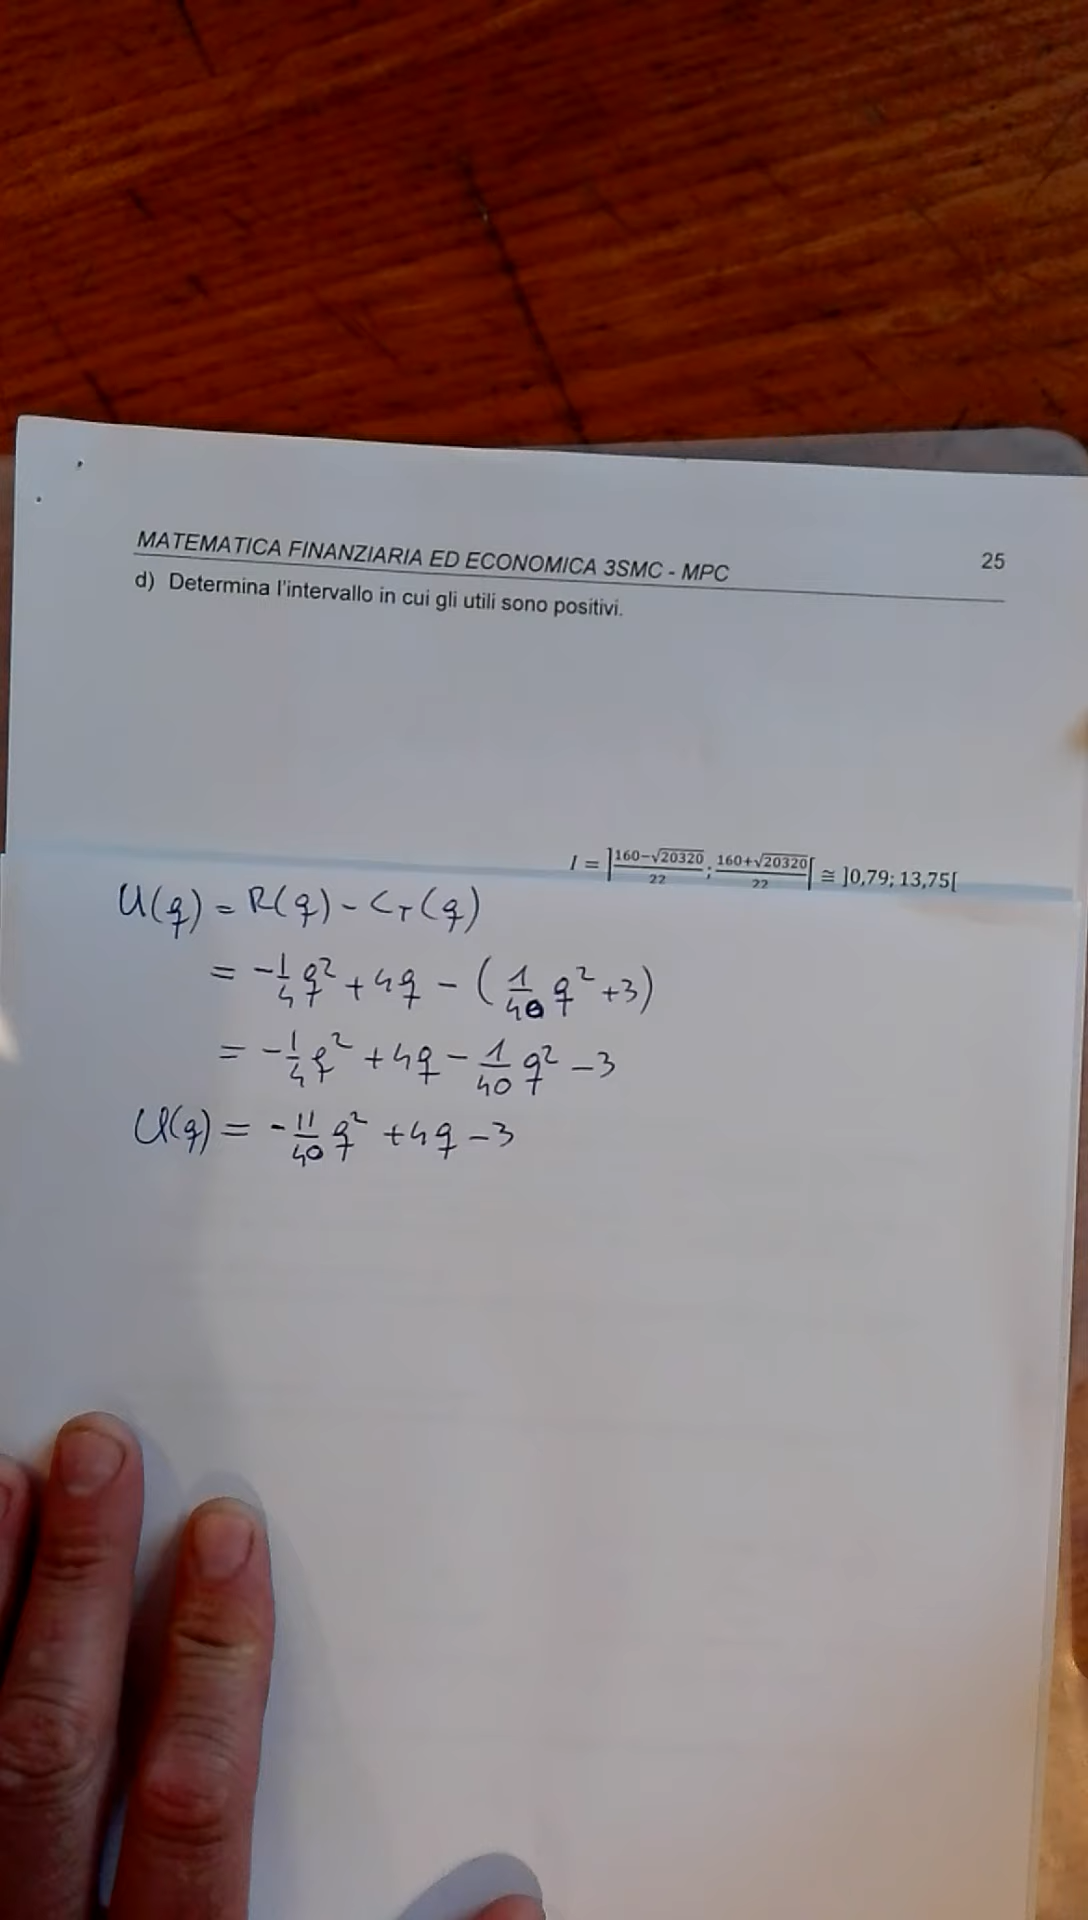 MATEMATICA FINANZIARIA ED ECONOMICA 3SMC - MPC 25
d) Determina l'intervallo in cui gli utili sono positivi.
I = ]160−√20320/22 ; 160+√20320/22[ ≅ ]0,79; 13,75[
U(q) = R(q) - C_T(q)
= -1/4 q² + 4q - (1/40 q² + 3)
= -1/4 q² + 4q - 1/40 q² - 3
U(q) = -11/40 q² + 4q - 3